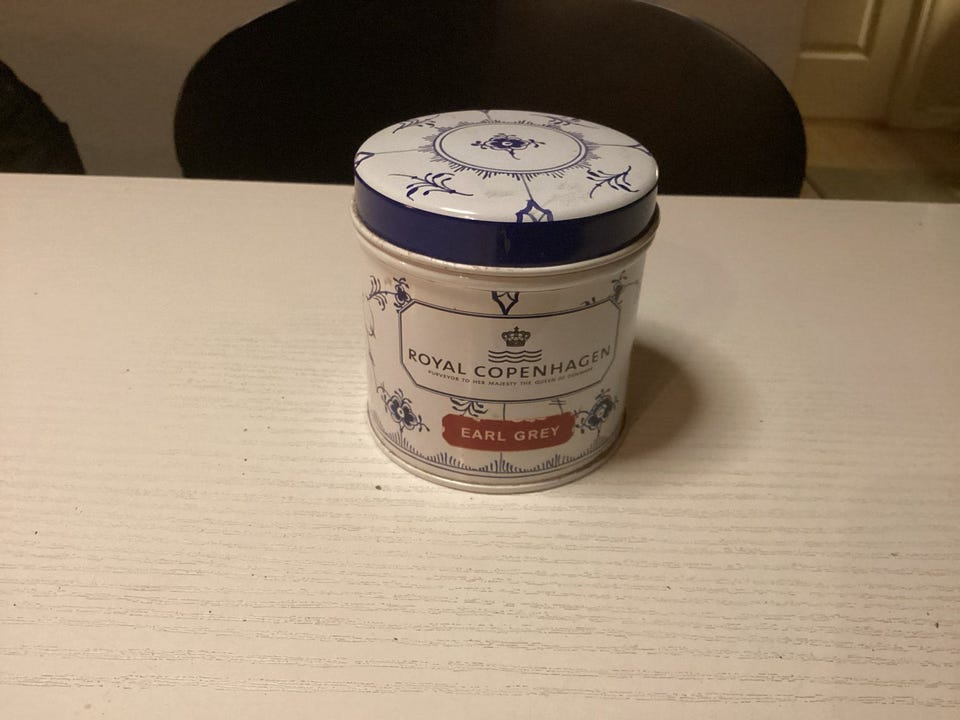 ROYAL COPENHAGEN
PURVEYOR TO HER MAJESTY THE QUEEN OF DENMARK
EARL GREY